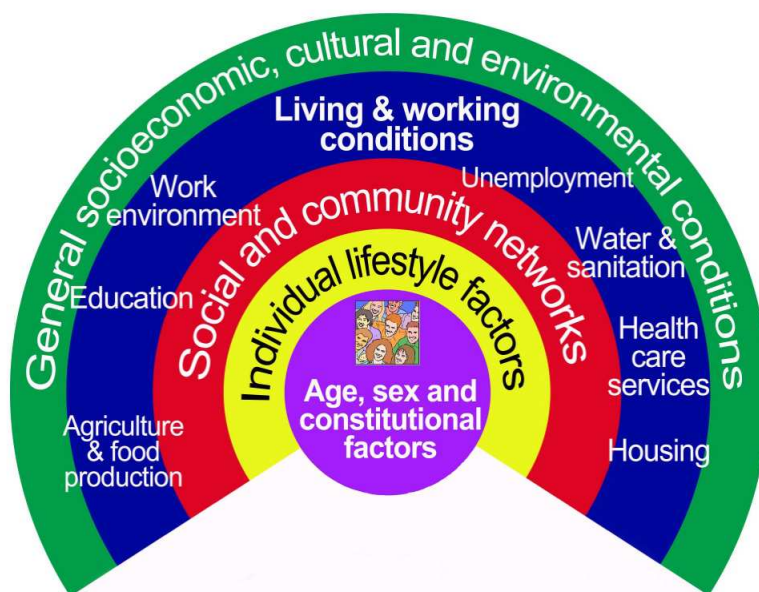 General socioeconomic, cultural and environmental conditions
Living & working
conditions
Work
environment
Unemployment
Social and community networks
Water &
sanitation
Individual lifestyle factors
Education
Health
care
services
Age, sex and
constitutional
factors
Agriculture
& food
production
Housing